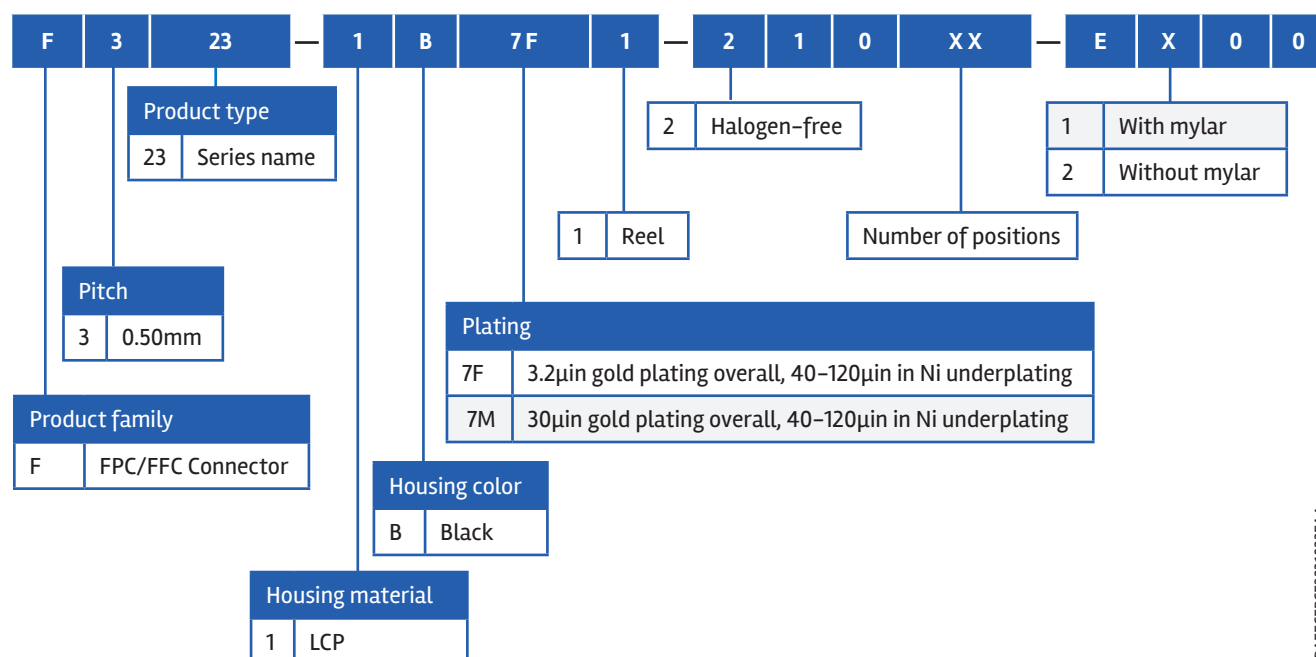 F 3 23 — 1 B 7F 1 — 2 1 0 XX — E X 0 0
Product type
23 Series name
2 Halogen-free
1 With mylar
2 Without mylar
1 Reel
Number of positions
Pitch
3 0.50mm
Plating
7F 3.2µin gold plating overall, 40–120µin in Ni underplating
7M 30µin gold plating overall, 40–120µin in Ni underplating
Product family
F FPC/FFC Connector
Housing color
B Black
Housing material
1 LCP